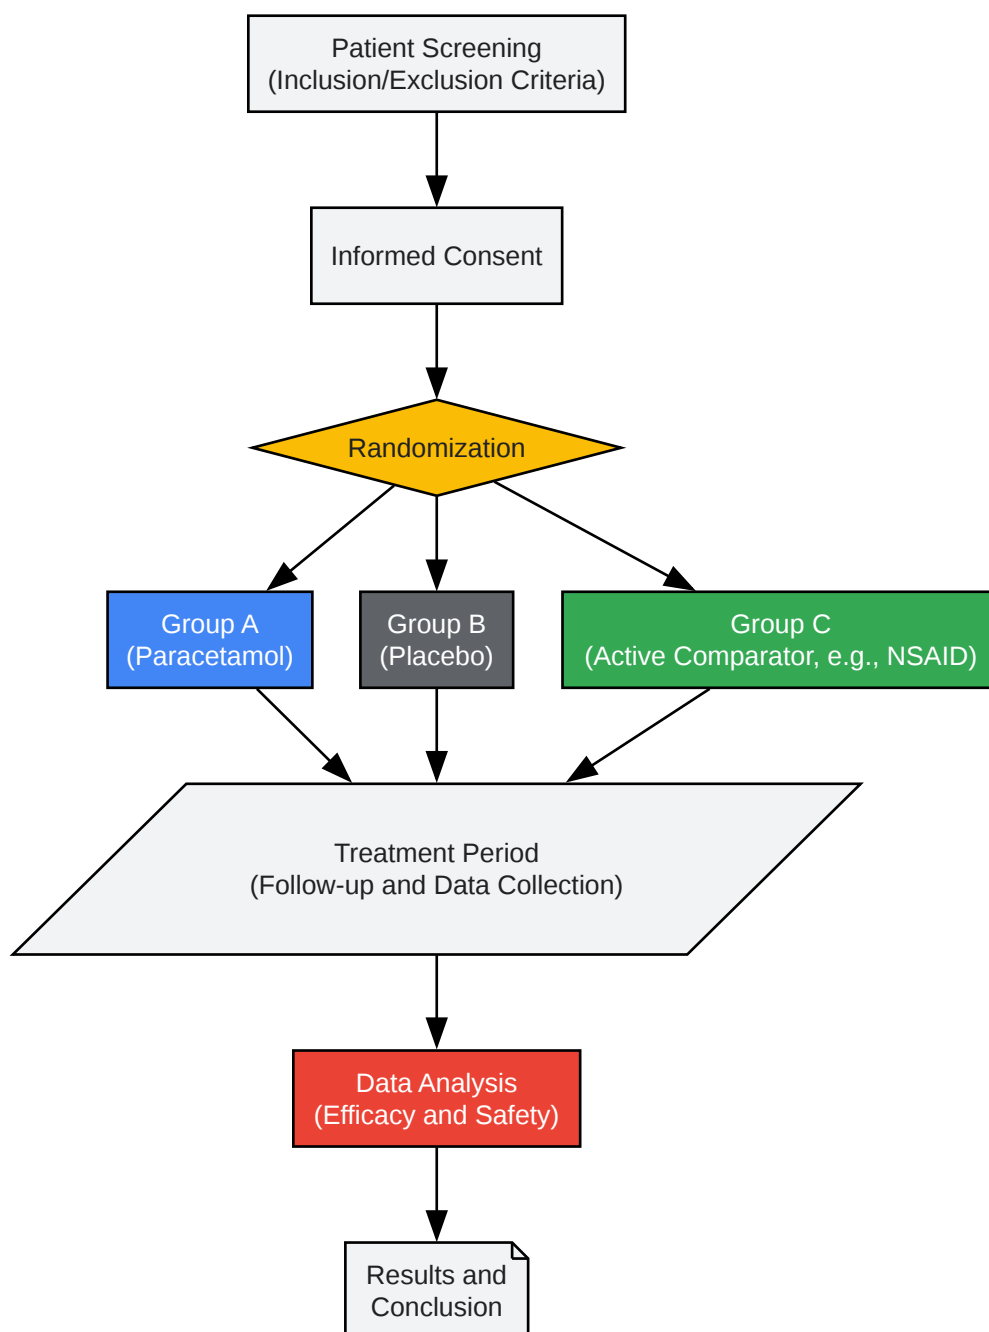 Patient Screening
(Inclusion/Exclusion Criteria)
Informed Consent
Randomization
Group A
(Paracetamol)
Group B
(Placebo)
Group C
(Active Comparator, e.g., NSAID)
Treatment Period
(Follow-up and Data Collection)
Data Analysis
(Efficacy and Safety)
Results and
Conclusion